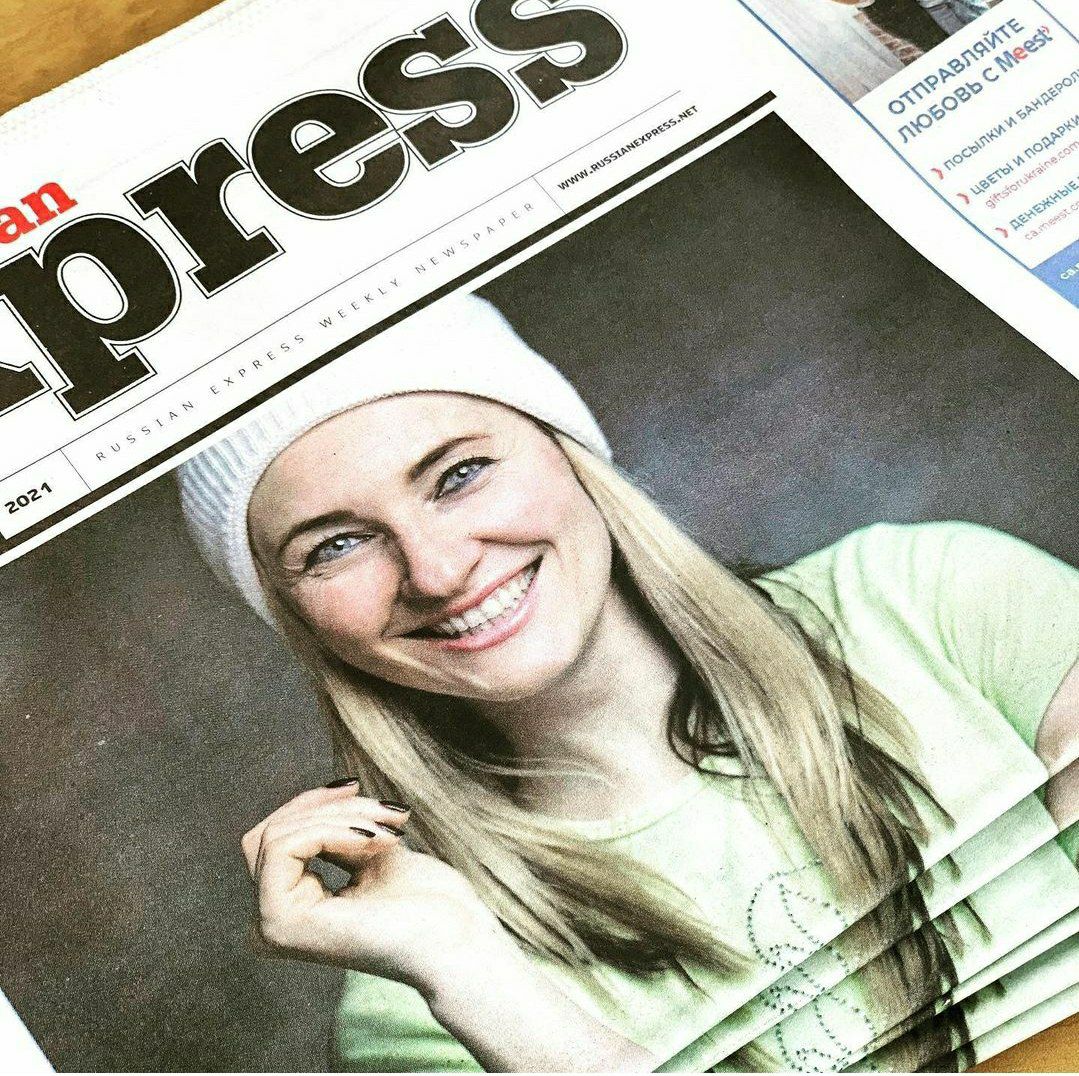 an
xpress
2021
RUSSIAN EXPRESS WEEKLY NEWSPAPER
WWW.RUSSIANEXPRESS.NET
ОТПРАВЛЯЙТЕ
ЛЮБОВЬ С Meest
ПОСЫЛКИ И БАНДЕРОЛ
ЦВЕТЫ И ПОДАРКИ
giftsforukraine.com
ДЕНЕЖНЫЕ
ca.meest.c
ca.